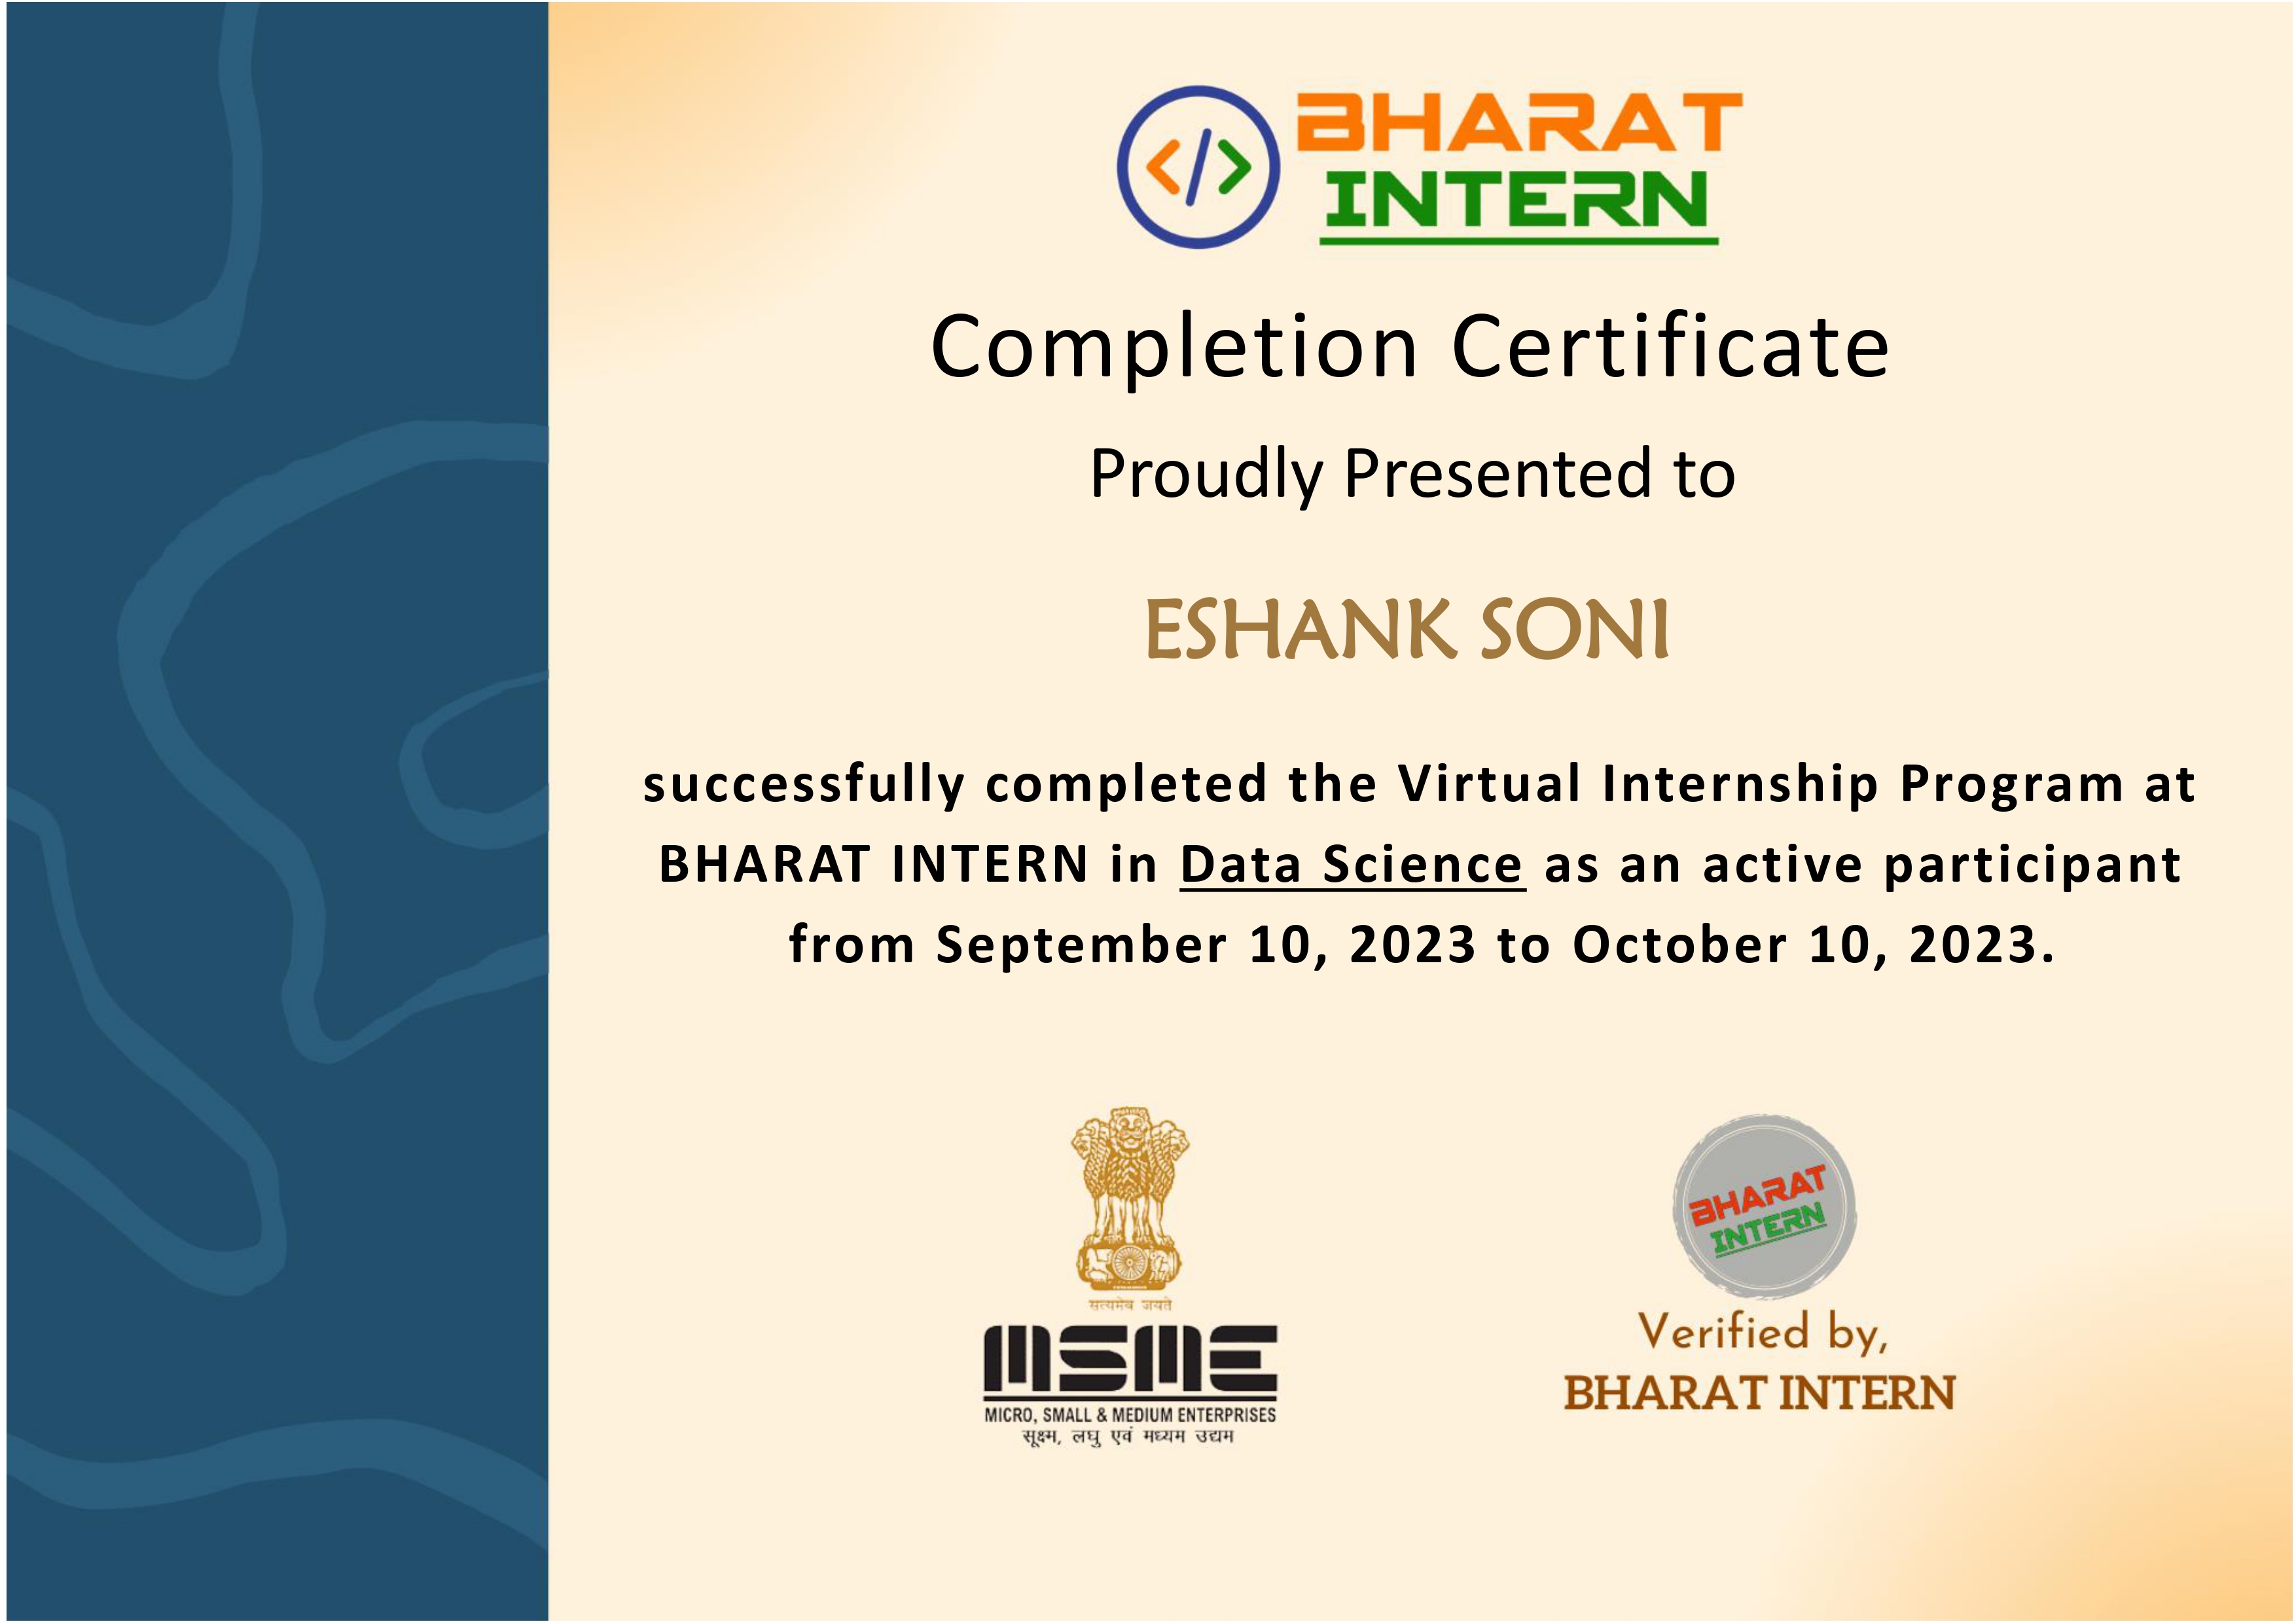 </>
BHARAT
INTERN
Completion Certificate
Proudly Presented to
ESHANK SONI
successfully completed the Virtual Internship Program at
BHARAT INTERN in Data Science as an active participant
from September 10, 2023 to October 10, 2023.
सत्यमेव जयते
MSME
MICRO, SMALL & MEDIUM ENTERPRISES
सूक्ष्म, लघु एवं मध्यम उद्यम
BHARAT
INTERN
Verified by,
BHARAT INTERN